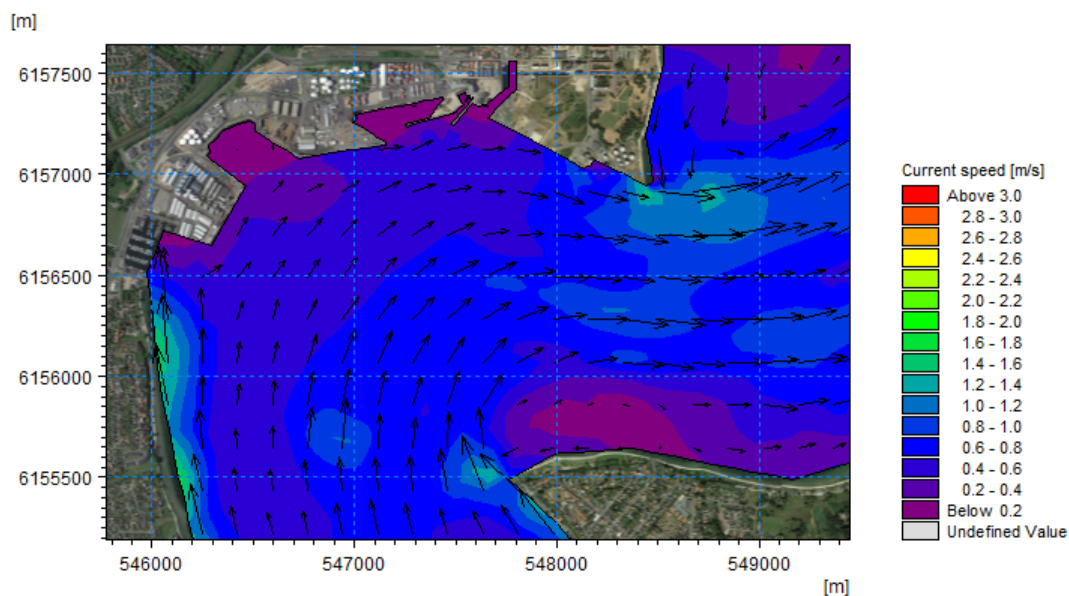 [m]
6157500
6157000
6156500
6156000
6155500
546000 547000 548000 549000
[m]
Current speed [m/s]
Above 3.0
2.8 - 3.0
2.6 - 2.8
2.4 - 2.6
2.2 - 2.4
2.0 - 2.2
1.8 - 2.0
1.6 - 1.8
1.4 - 1.6
1.2 - 1.4
1.0 - 1.2
0.8 - 1.0
0.6 - 0.8
0.4 - 0.6
0.2 - 0.4
Below 0.2
Undefined Value